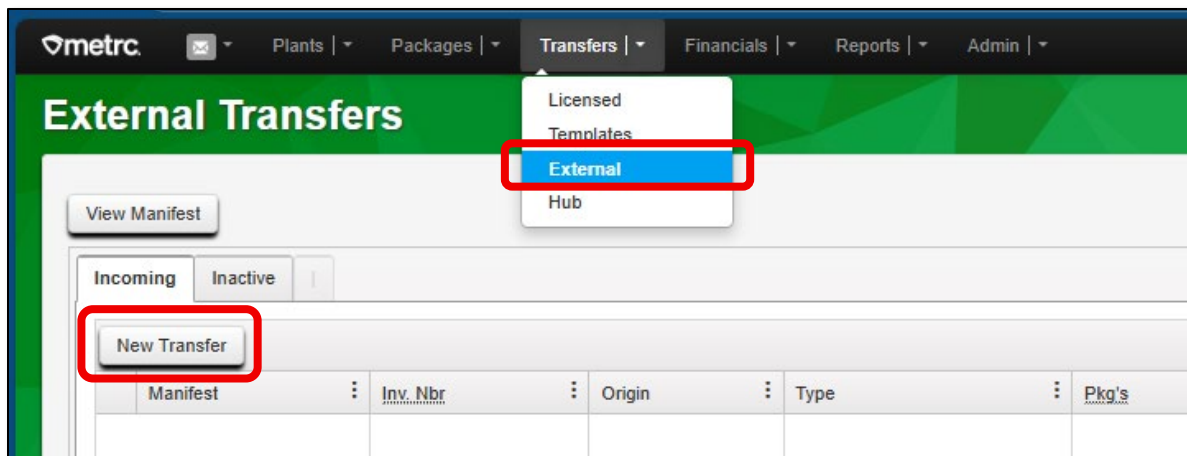 metrc. Plants | Packages | Transfers | Financials | Reports | Admin |
External Transfers
Licensed
Templates
External
Hub
View Manifest
Incoming Inactive
New Transfer
Manifest Inv. Nbr Origin Type Pkg's